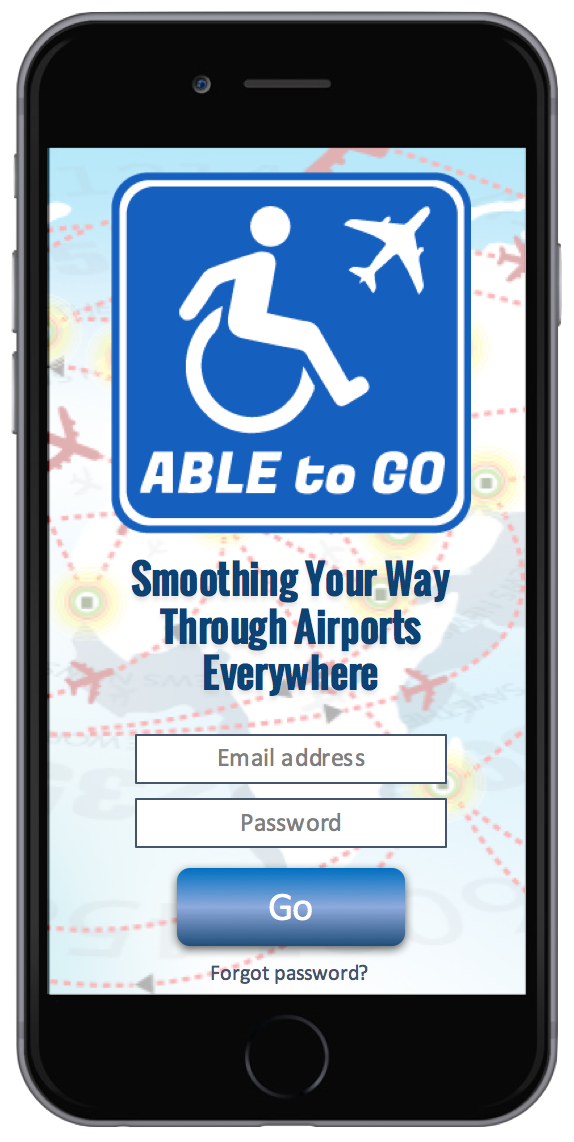 ABLE to GO
Smoothing Your Way
Through Airports
Everywhere
Email address
Password
Go
Forgot password?